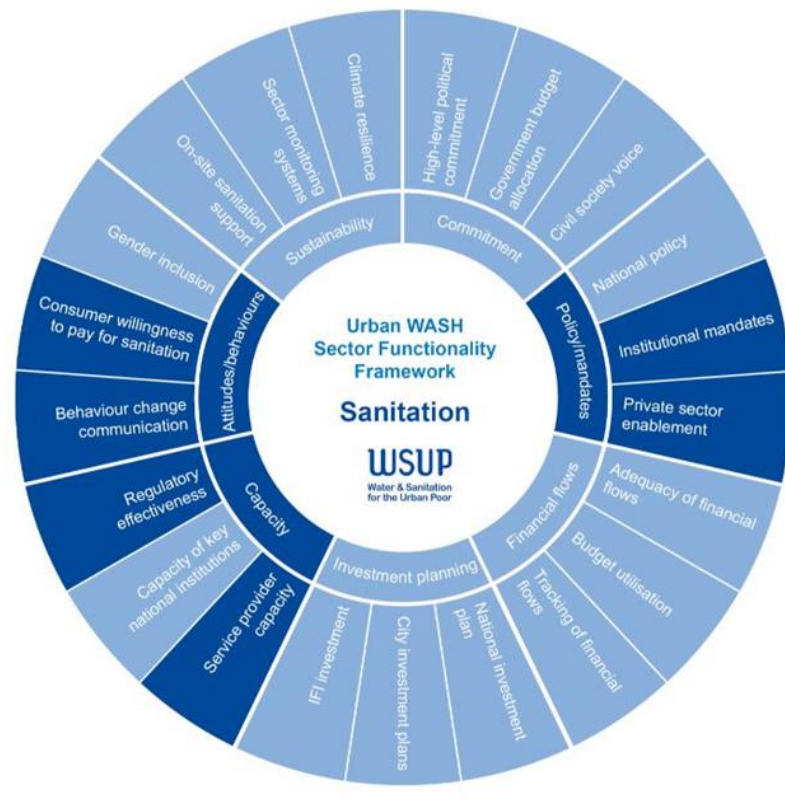 Urban WASH
Sector Functionality
Framework
Sanitation
WSUP
Water & Sanitation
for the Urban Poor
Commitment
High-level political
commitment
Government budget
allocation
Civil society voice
Policy/mandates
National policy
Institutional mandates
Private sector
enablement
Financial flows
Adequacy of financial
flows
Budget utilisation
Tracking of financial
flows
Investment planning
National investment
plan
City investment plans
IFI investment
Capacity
Service provider
capacity
Capacity of key
national institutions
Regulatory
effectiveness
Attitudes/behaviours
Behaviour change
communication
Consumer willingness
to pay for sanitation
Gender inclusion
Sustainability
On-site sanitation
support
Sector monitoring
systems
Climate resilience